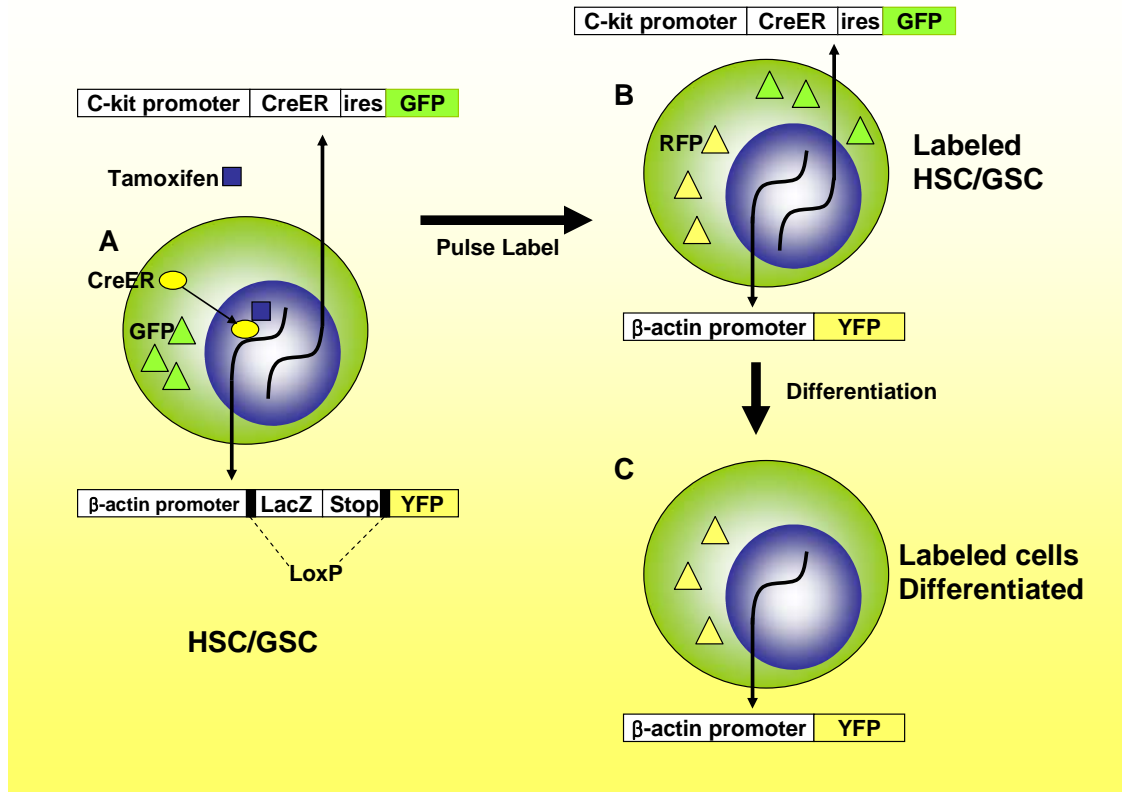 C-kit promoter CreER ires GFP
Tamoxifen
A
CreER
GFP
β-actin promoter LacZ Stop YFP
LoxP
HSC/GSC
Pulse Label
C-kit promoter CreER ires GFP
B
RFP
Labeled
HSC/GSC
β-actin promoter YFP
Differentiation
C
Labeled cells
Differentiated
β-actin promoter YFP